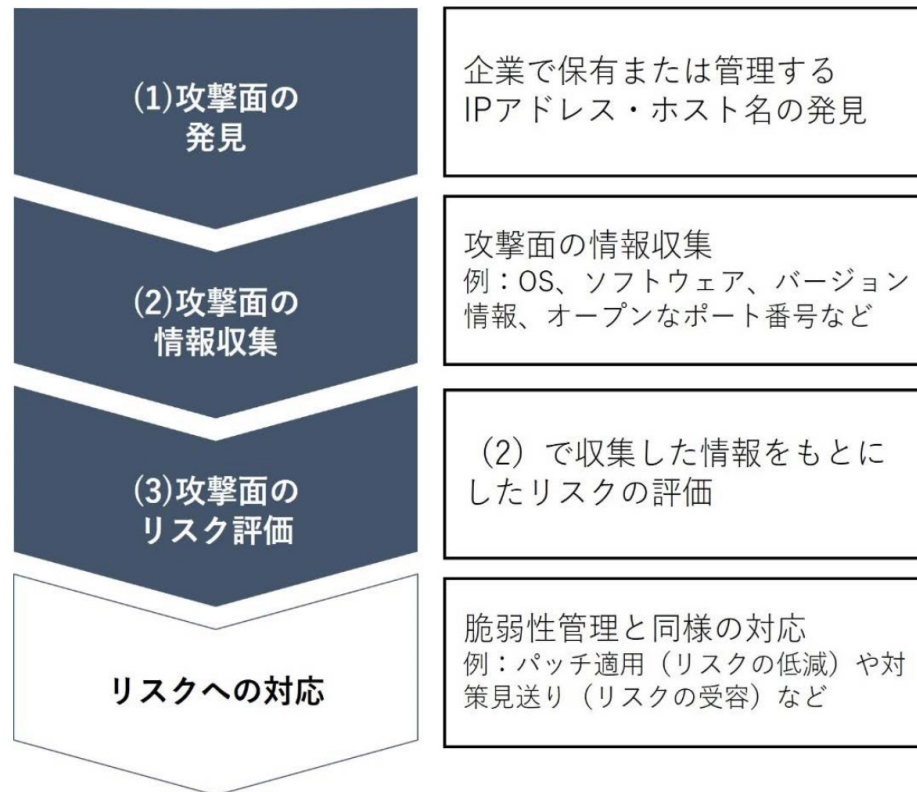 (1)攻撃面の
発見
企業で保有または管理する
IPアドレス・ホスト名の発見
(2)攻撃面の
情報収集
攻撃面の情報収集
例：OS、ソフトウェア、バージョン
情報、オープンなポート番号など
(3)攻撃面の
リスク評価
（2）で収集した情報をもとに
したリスクの評価
リスクへの対応
脆弱性管理と同様の対応
例：パッチ適用（リスクの低減）や対
策見送り（リスクの受容）など